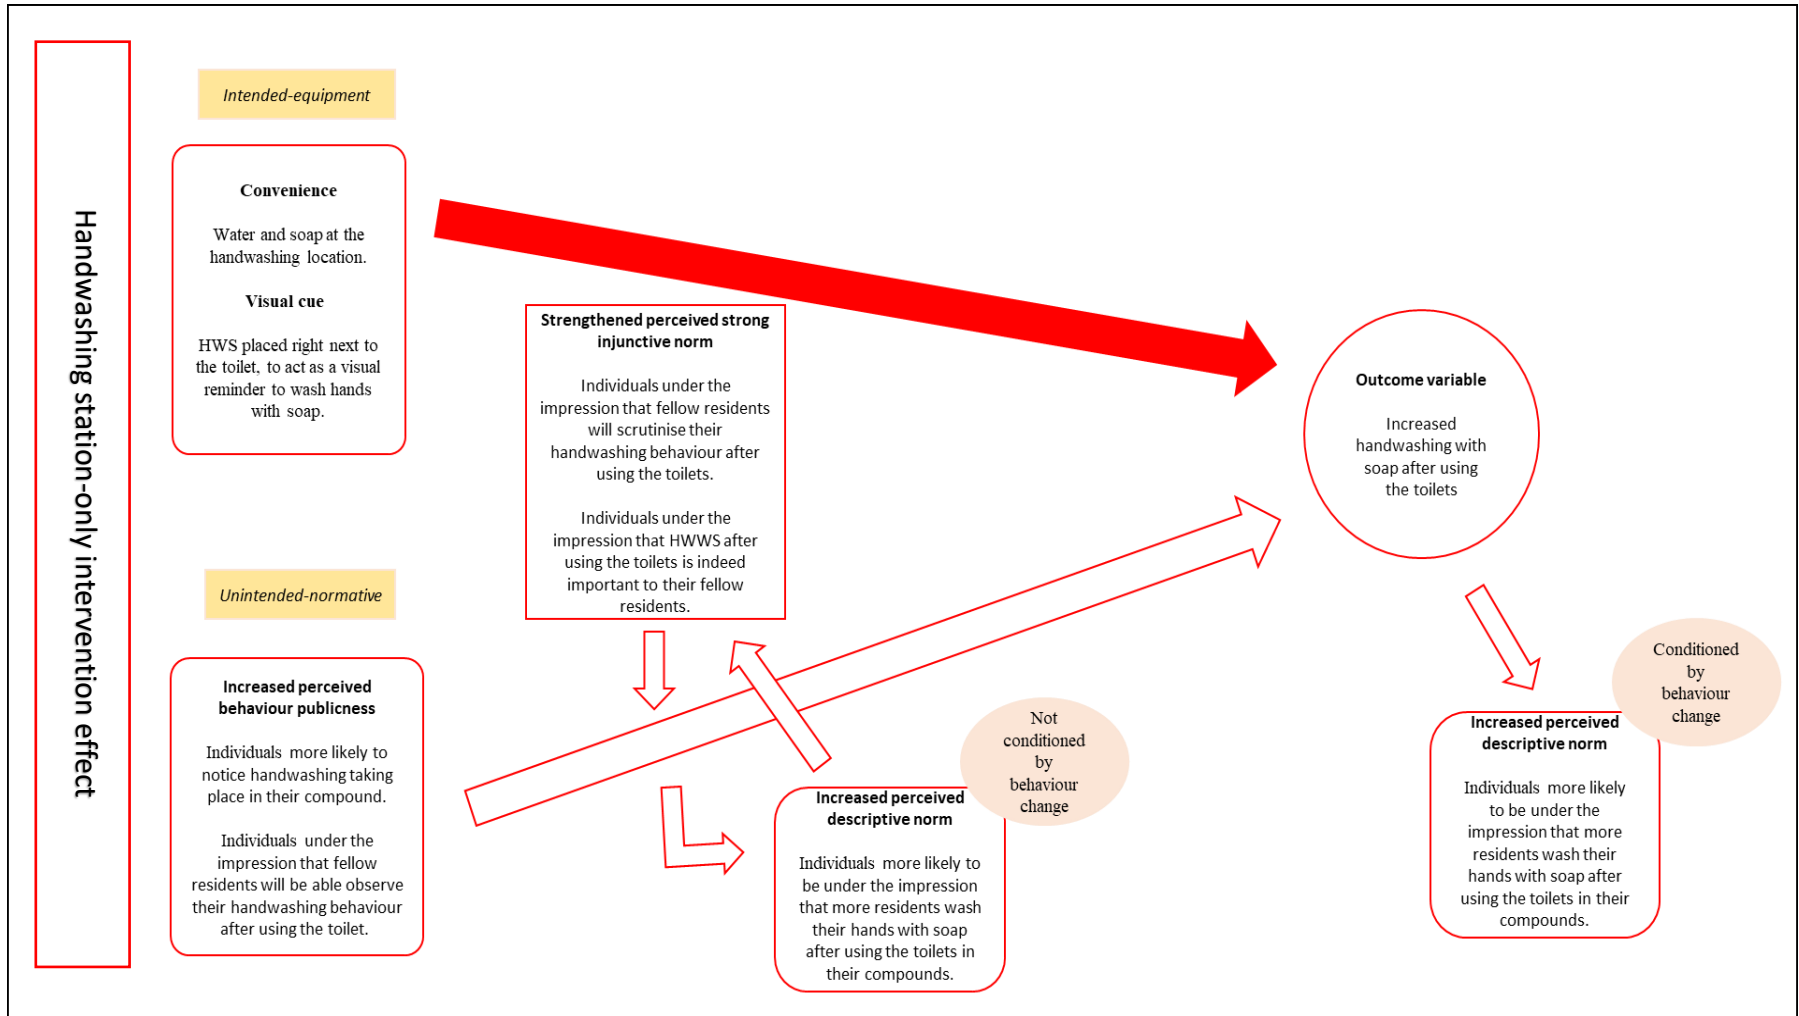 Handwashing station-only intervention effect
Intended-equipment
Convenience
Water and soap at the
handwashing location.
Visual cue
HWS placed right next to
the toilet, to act as a visual
reminder to wash hands
with soap.
Unintended-normative
Increased perceived
behaviour publicness
Individuals more likely to
notice handwashing taking
place in their compound.
Individuals under the
impression that fellow
residents will be able observe
their handwashing behaviour
after using the toilet.
Strengthened perceived strong
injunctive norm
Individuals under the
impression that fellow residents
will scrutinise their
handwashing behaviour after
using the toilets.
Individuals under the
impression that HWWS after
using the toilets is indeed
important to their fellow
residents.
Not
conditioned
by
behaviour
change
Increased perceived
descriptive norm
Individuals more likely to
be under the impression
that more residents wash
their hands with soap
after using the toilets in
their compounds.
Outcome variable
Increased
handwashing with
soap after using
the toilets
Conditioned
by
behaviour
change
Increased perceived
descriptive norm
Individuals more likely
to be under the
impression that more
residents wash their
hands with soap after
using the toilets in their
compounds.